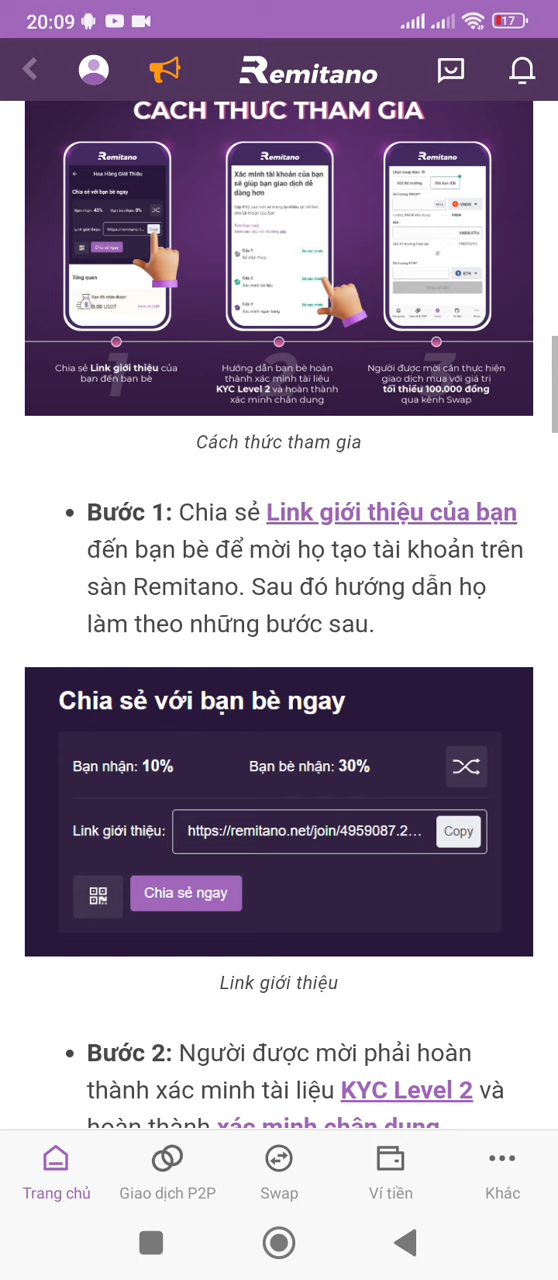 20:09
17
Remitano
CÁCH THỨC THAM GIA
Remitano
Hoa Hồng Giới Thiệu
Chia sẻ với bạn bè ngay
Chia sẻ ngay
Tổng quan
Remitano
Xác minh tài khoản của bạn
sẽ giúp bạn giao dịch dễ
dàng hơn
Remitano
Chia sẻ Link giới thiệu của
bạn đến bạn bè
Hướng dẫn bạn bè hoàn
thành xác minh tài liệu
KYC Level 2 và hoàn thành
xác minh chân dung
Người được mời cần thực hiện
giao dịch mua với giá trị
tối thiểu 100.000 đồng
qua kênh Swap
Cách thức tham gia
• Bước 1: Chia sẻ Link giới thiệu của bạn
đến bạn bè để mời họ tạo tài khoản trên
sàn Remitano. Sau đó hướng dẫn họ
làm theo những bước sau.
Chia sẻ với bạn bè ngay
Bạn nhận: 10%
Bạn bè nhận: 30%
Link giới thiệu:
https://remitano.net/join/4959087.2...
Copy
Chia sẻ ngay
Link giới thiệu
• Bước 2: Người được mời phải hoàn
thành xác minh tài liệu KYC Level 2 và
hoàn thành xác minh chân dung
Trang chủ
Giao dịch P2P
Swap
Ví tiền
Khác